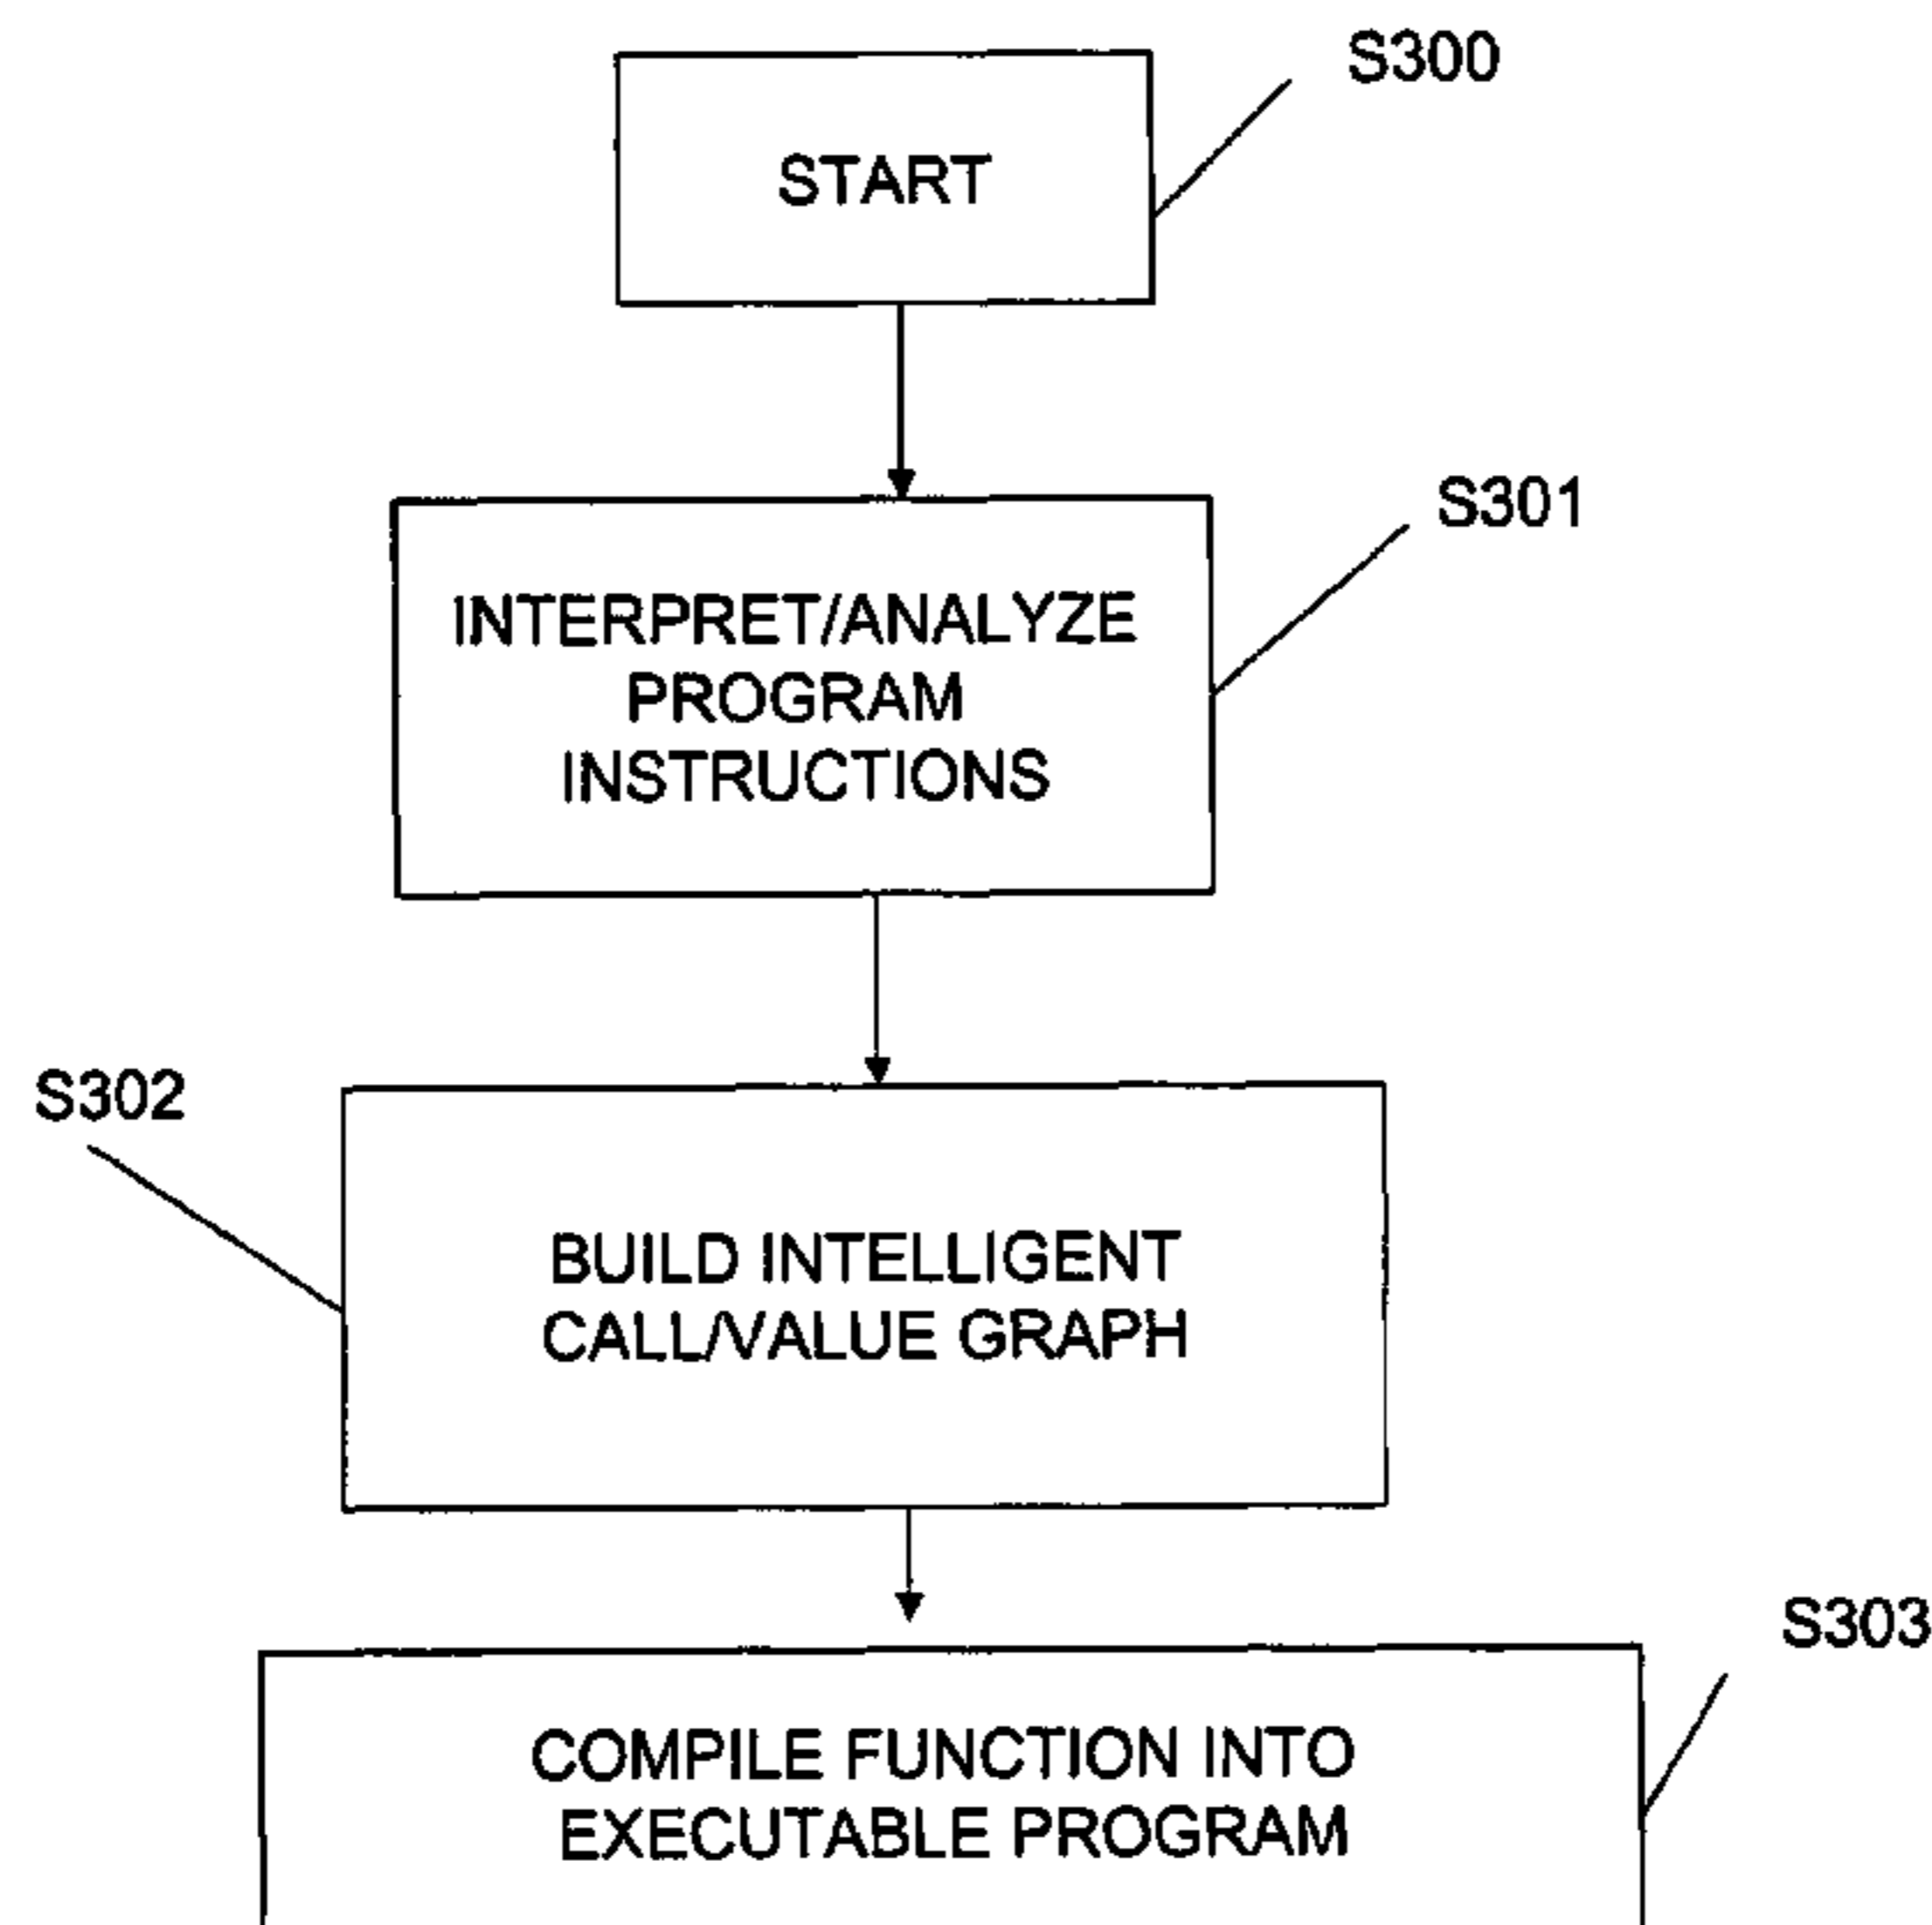 S300
START
S301
INTERPRET/ANALYZE
PROGRAM
INSTRUCTIONS
S302
BUILD INTELLIGENT
CALL/VALUE GRAPH
S303
COMPILE FUNCTION INTO
EXECUTABLE PROGRAM